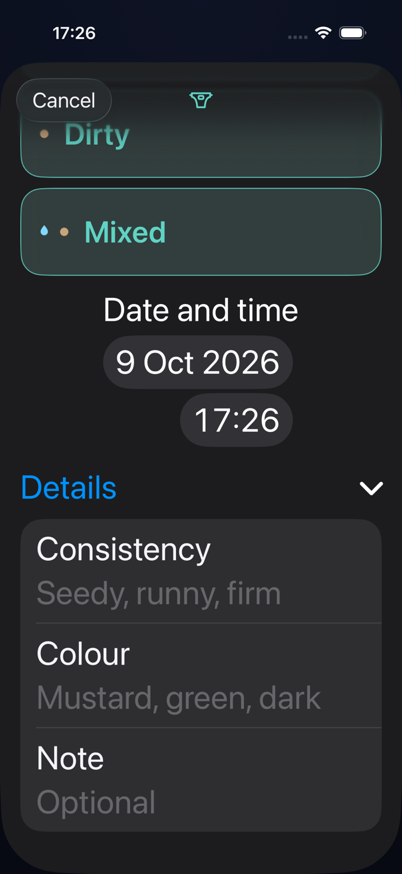 17:26
Cancel
Dirty
Mixed
Date and time
9 Oct 2026
17:26
Details
Consistency
Seedy, runny, firm
Colour
Mustard, green, dark
Note
Optional